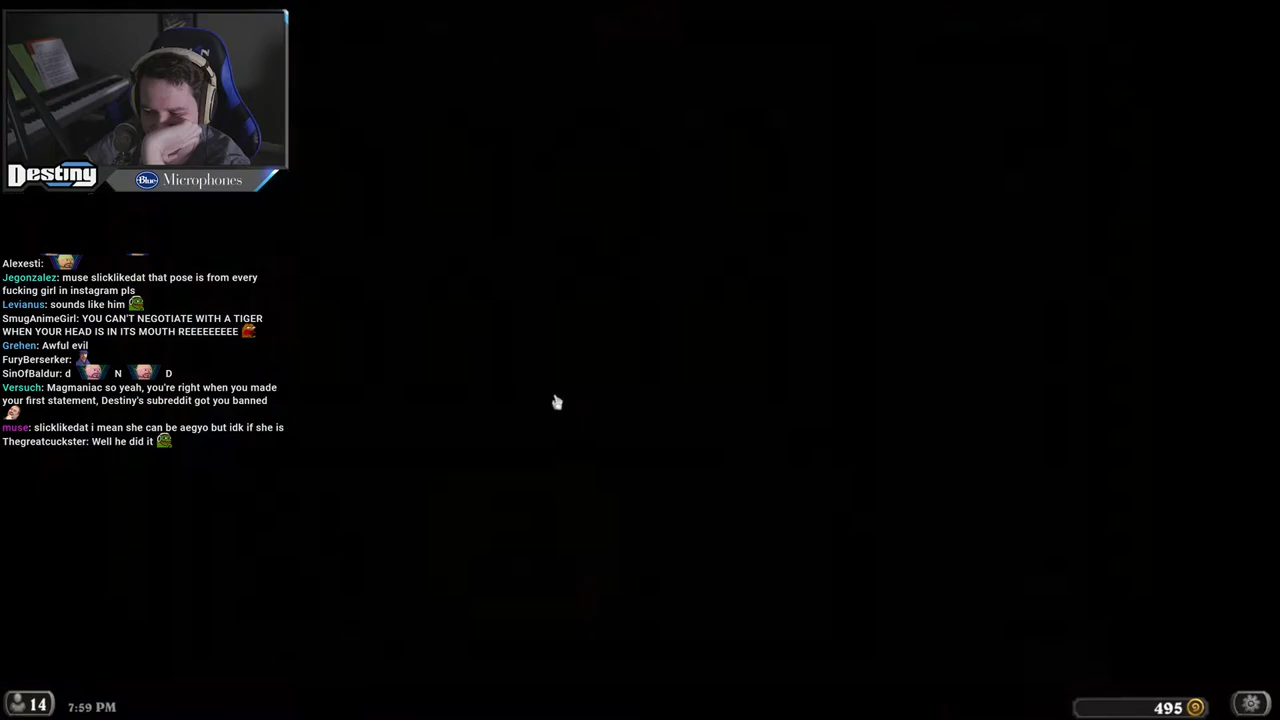 Destiny
Blue Microphones
Alexesti:
Jegonzalez: muse slicklikedat that pose is from every
fucking girl in instagram pls
Levianus: sounds like him
SmugAnimeGirl: YOU CAN'T NEGOTIATE WITH A TIGER
WHEN YOUR HEAD IS IN ITS MOUTH REEEEEEEE
Grehen: Awful evil
FuryBerserker:
SinOfBaldur: d N D
Versuch: Magmaniac so yeah, you're right when you made
your first statement, Destiny's subreddit got you banned
muse: slicklikedat i mean she can be aegyo but idk if she is
Thegreatcuckster: Well he did it
14 7:59 PM 495